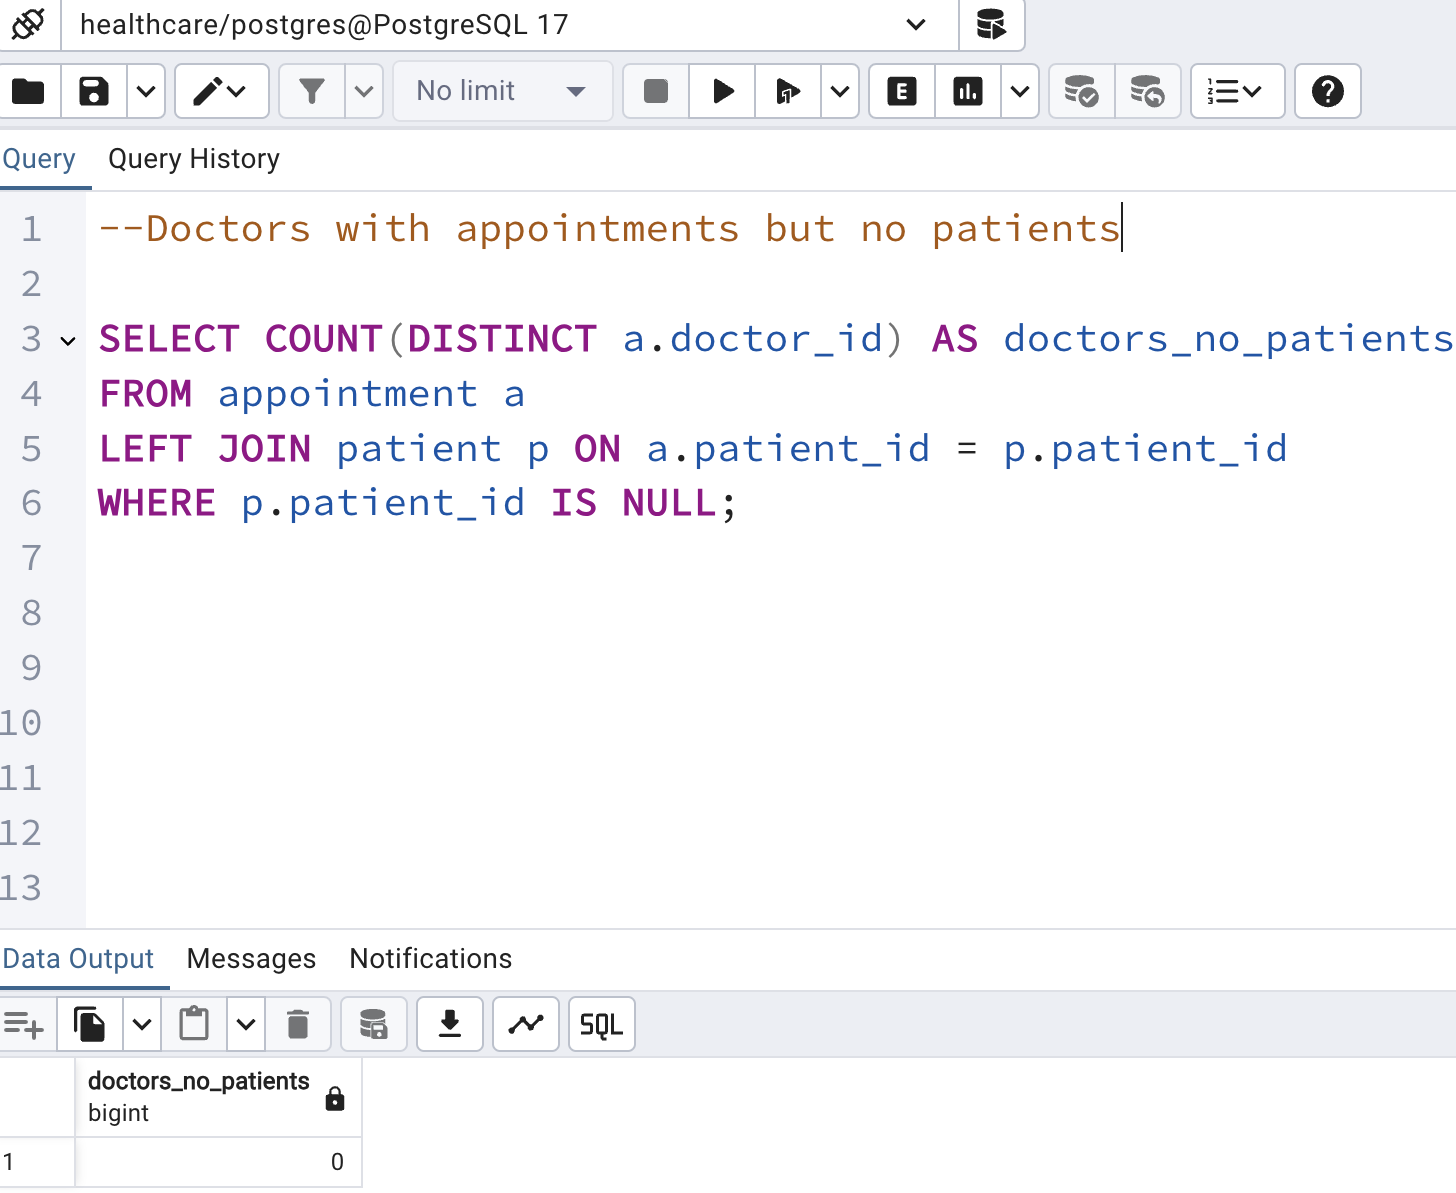 healthcare/postgres@PostgreSQL 17
No limit
E
Query Query History
1 --Doctors with appointments but no patients
2
3 SELECT COUNT(DISTINCT a.doctor_id) AS doctors_no_patients
4 FROM appointment a
5 LEFT JOIN patient p ON a.patient_id = p.patient_id
6 WHERE p.patient_id IS NULL;
7
8
9
10
11
12
13
Data Output Messages Notifications
SQL
doctors_no_patients
bigint
1 0